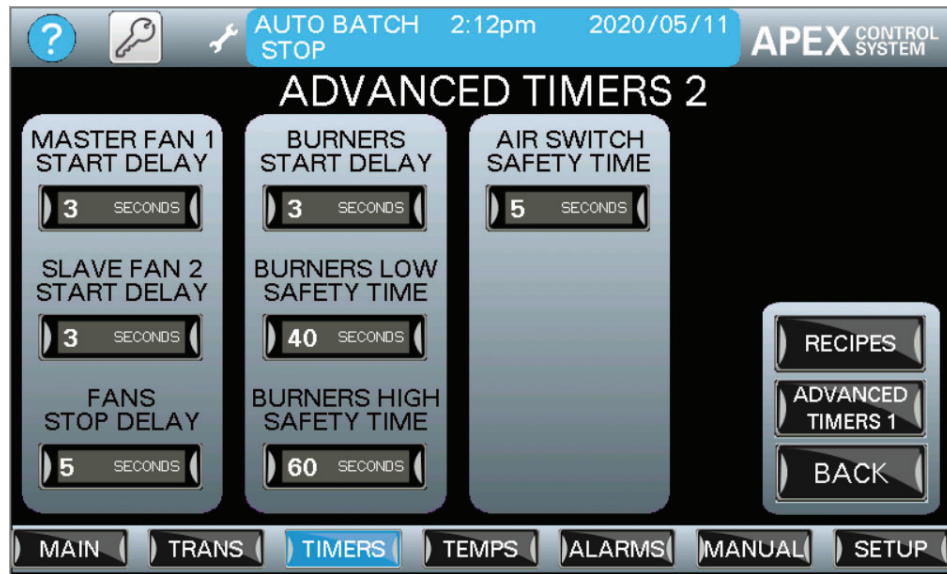 ?
AUTO BATCH 2:12pm 2020/05/11
STOP
APEX CONTROL SYSTEM
ADVANCED TIMERS 2
MASTER FAN 1
START DELAY
3 SECONDS
SLAVE FAN 2
START DELAY
3 SECONDS
FANS
STOP DELAY
5 SECONDS
BURNERS
START DELAY
3 SECONDS
BURNERS LOW
SAFETY TIME
40 SECONDS
BURNERS HIGH
SAFETY TIME
60 SECONDS
AIR SWITCH
SAFETY TIME
5 SECONDS
RECIPES
ADVANCED
TIMERS 1
BACK
MAIN TRANS TIMERS TEMPS ALARMS MANUAL SETUP